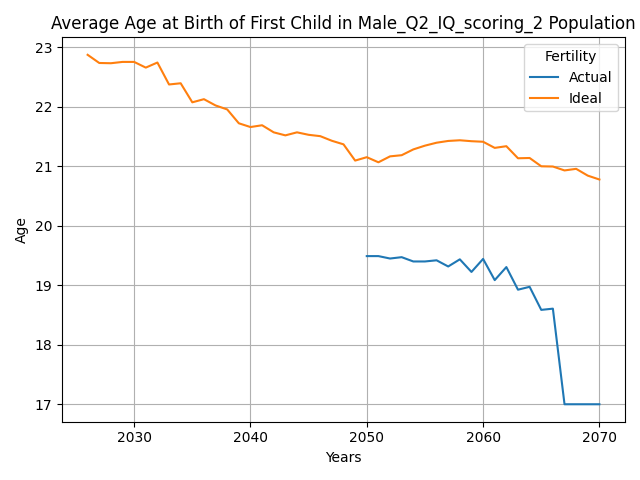 Average Age at Birth of First Child in Male_Q2_IQ_scoring_2 Population
Fertility
Actual
Ideal
Age
23
22
21
20
19
18
17
2030
2040
2050
2060
2070
Years